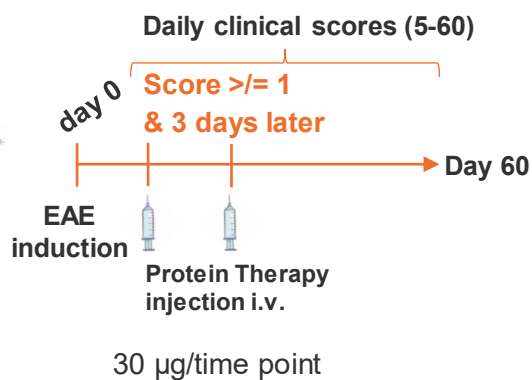 Daily clinical scores (5-60)
day 0
Score >/= 1
& 3 days later
Day 60
EAE
induction
Protein Therapy
injection i.v.
30 µg/time point